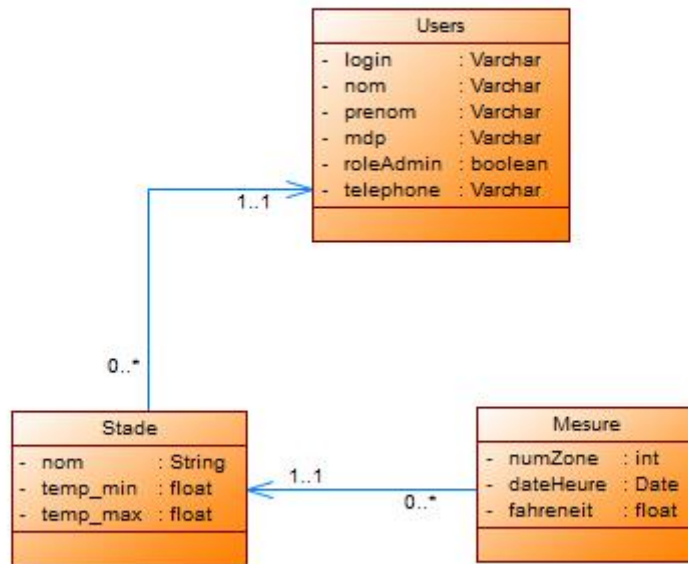 Users
- login : Varchar
- nom : Varchar
- prenom : Varchar
- mdp : Varchar
- roleAdmin : boolean
- telephone : Varchar
1..1
0..*
Stade
- nom : String
- temp_min : float
- temp_max : float
1..1
0..*
Mesure
- numZone : int
- dateHeure : Date
- fahreneit : float